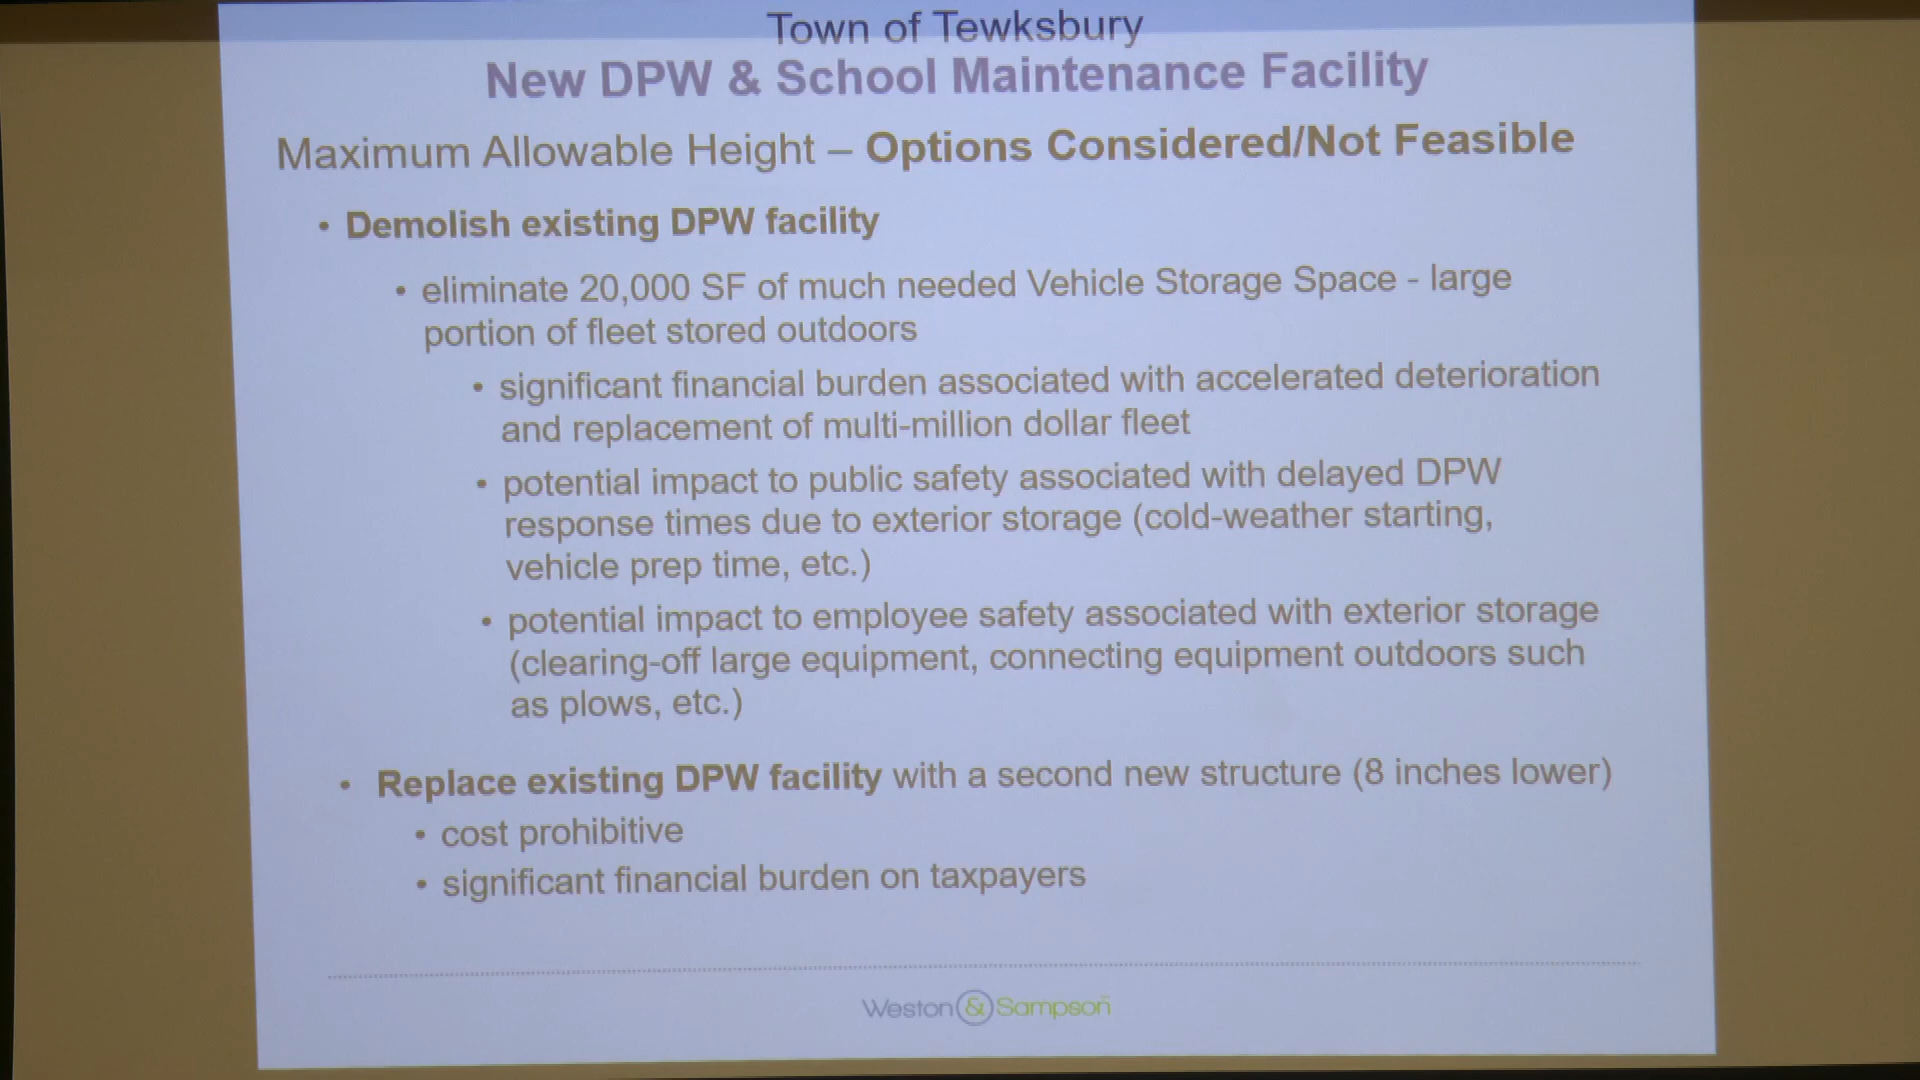 Town of Tewksbury
New DPW & School Maintenance Facility
Maximum Allowable Height – Options Considered/Not Feasible
• Demolish existing DPW facility
• eliminate 20,000 SF of much needed Vehicle Storage Space - large
portion of fleet stored outdoors
• significant financial burden associated with accelerated deterioration
and replacement of multi-million dollar fleet
• potential impact to public safety associated with delayed DPW
response times due to exterior storage (cold-weather starting,
vehicle prep time, etc.)
• potential impact to employee safety associated with exterior storage
(clearing-off large equipment, connecting equipment outdoors such
as plows, etc.)
• Replace existing DPW facility with a second new structure (8 inches lower)
• cost prohibitive
• significant financial burden on taxpayers
Weston & Sampson